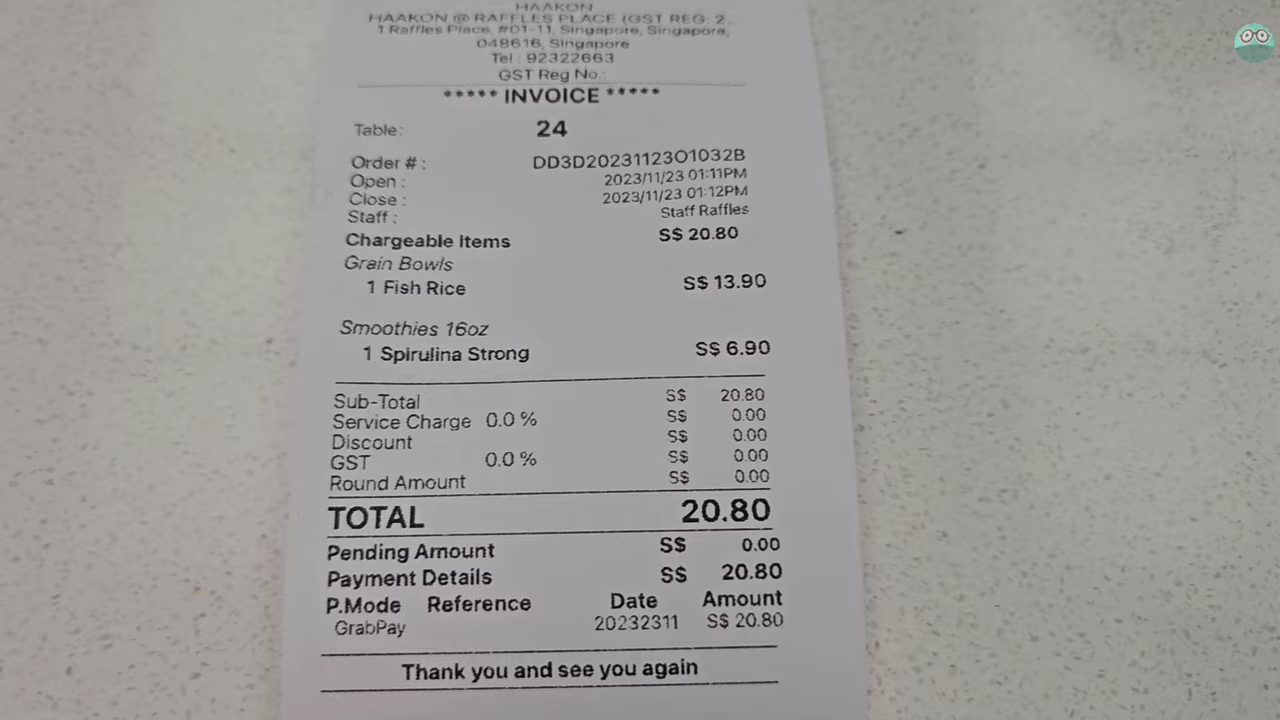 HAAKON
HAAKON @ RAFFLES PLACE (GST REG: 2
1 Raffles Place, #01-11, Singapore, Singapore,
048616, Singapore
Tel : 92322663
GST Reg No :
***** INVOICE *****
Table: 24
Order # : DD3D20231123O1032B
Open : 2023/11/23 01:11PM
Close : 2023/11/23 01:12PM
Staff : Staff Raffles
Chargeable Items S$ 20.80
Grain Bowls
1 Fish Rice S$ 13.90
Smoothies 16oz
1 Spirulina Strong S$ 6.90
Sub-Total S$ 20.80
Service Charge 0.0 % S$ 0.00
Discount S$ 0.00
GST 0.0 % S$ 0.00
Round Amount S$ 0.00
TOTAL 20.80
Pending Amount S$ 0.00
Payment Details S$ 20.80
P.Mode Reference Date Amount
GrabPay 20232311 S$ 20.80
Thank you and see you again